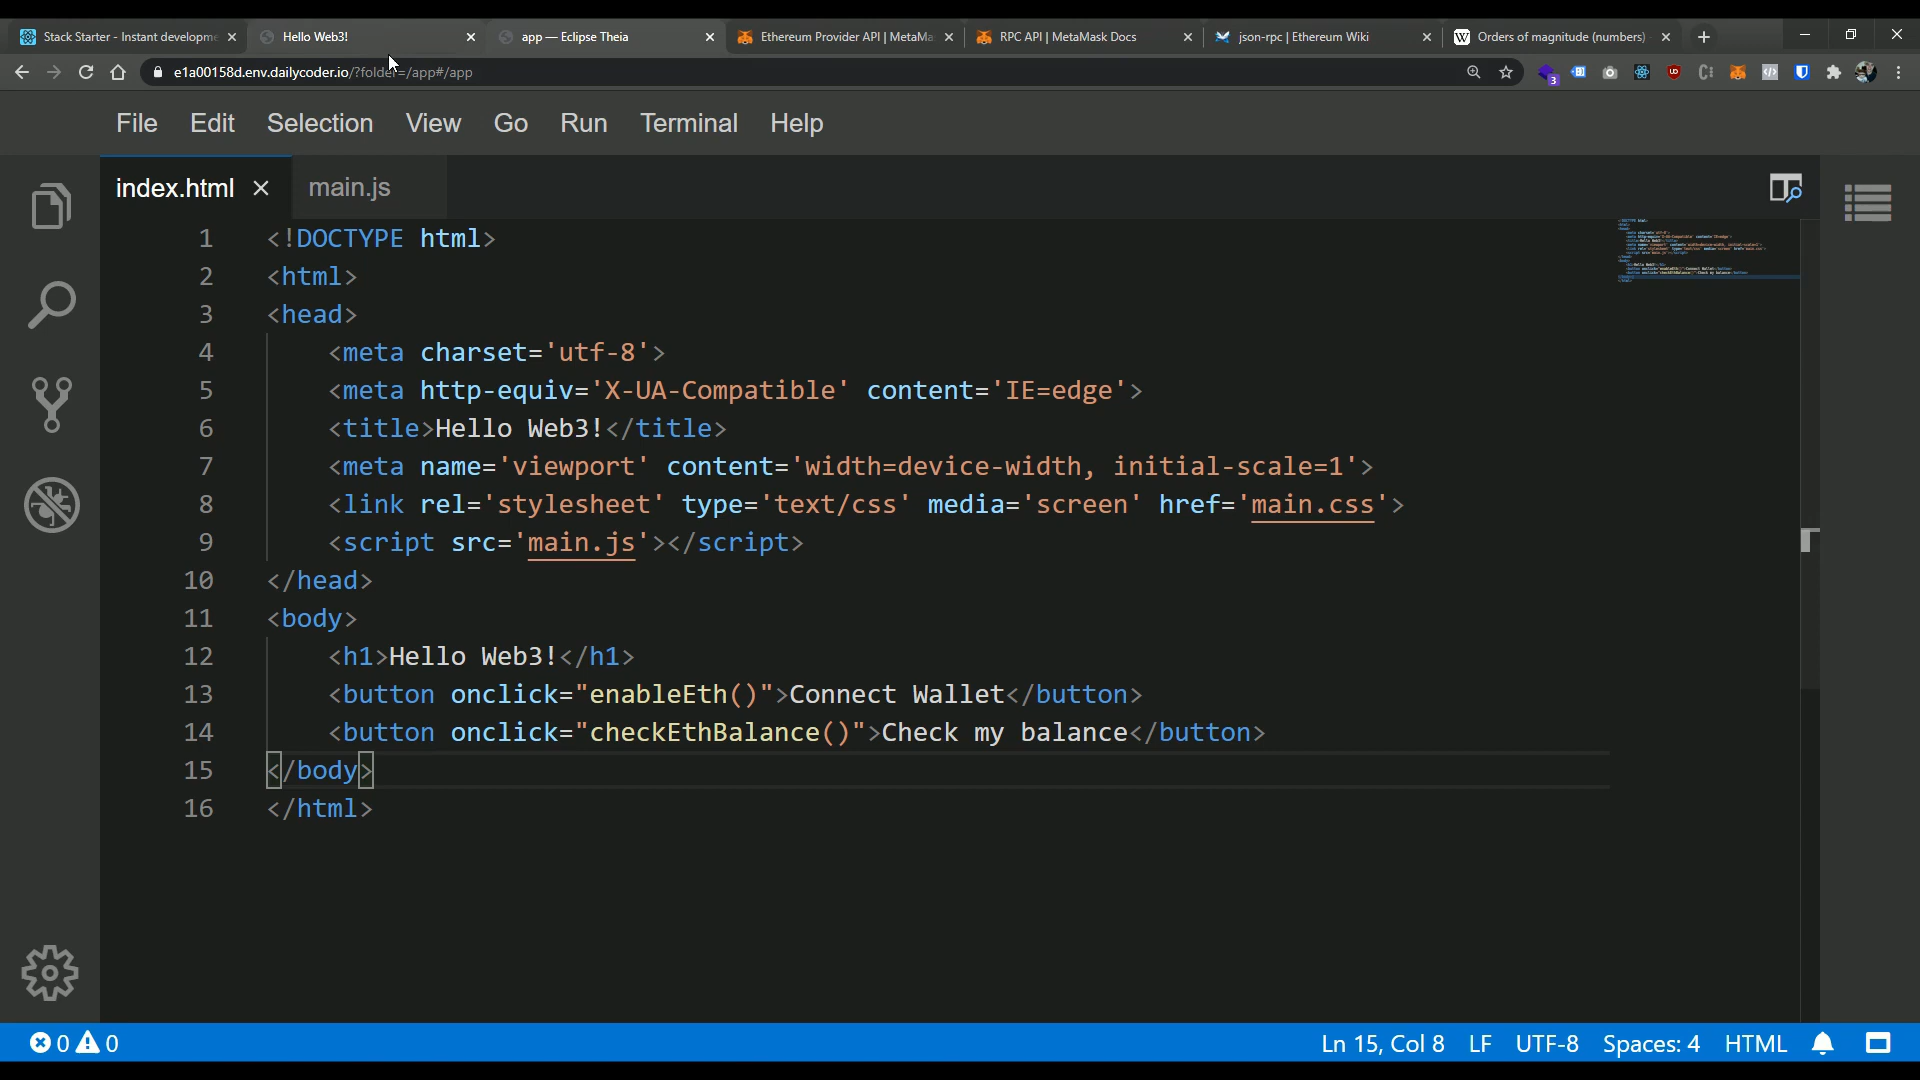 Stack Starter - Instant developme
Hello Web3!
app — Eclipse Theia
Ethereum Provider API | MetaMa
RPC API | MetaMask Docs
json-rpc | Ethereum Wiki
Orders of magnitude (numbers)
e1a00158d.env.dailycoder.io/?folder=/app#/app
3
File Edit Selection View Go Run Terminal Help
index.html main.js
1 <!DOCTYPE html>
2 <html>
3 <head>
4 <meta charset='utf-8'>
5 <meta http-equiv='X-UA-Compatible' content='IE=edge'>
6 <title>Hello Web3!</title>
7 <meta name='viewport' content='width=device-width, initial-scale=1'>
8 <link rel='stylesheet' type='text/css' media='screen' href='main.css'>
9 <script src='main.js'></script>
10 </head>
11 <body>
12 <h1>Hello Web3!</h1>
13 <button onclick="enableEth()">Connect Wallet</button>
14 <button onclick="checkEthBalance()">Check my balance</button>
15 </body>
16 </html>
0 0 Ln 15, Col 8 LF UTF-8 Spaces: 4 HTML